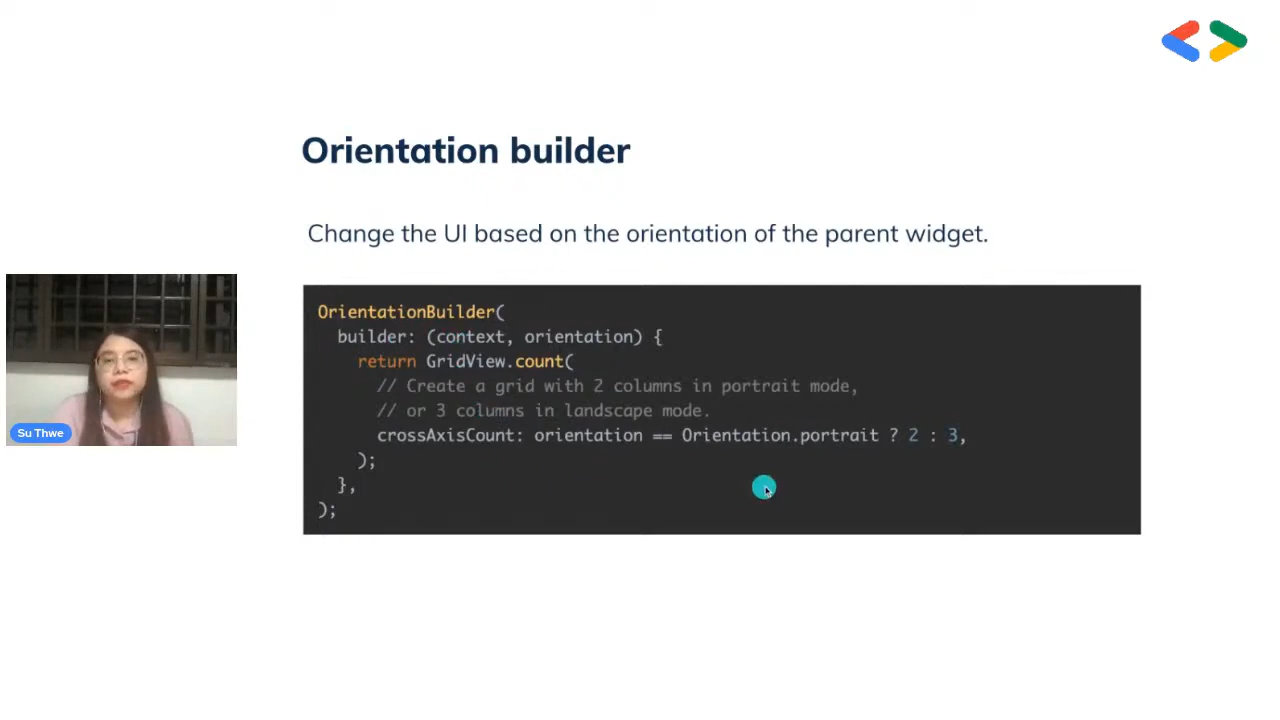 Orientation builder
Change the UI based on the orientation of the parent widget.
OrientationBuilder(
builder: (context, orientation) {
return GridView.count(
// Create a grid with 2 columns in portrait mode,
// or 3 columns in landscape mode.
crossAxisCount: orientation == Orientation.portrait ? 2 : 3,
);
},
);
Su Thwe